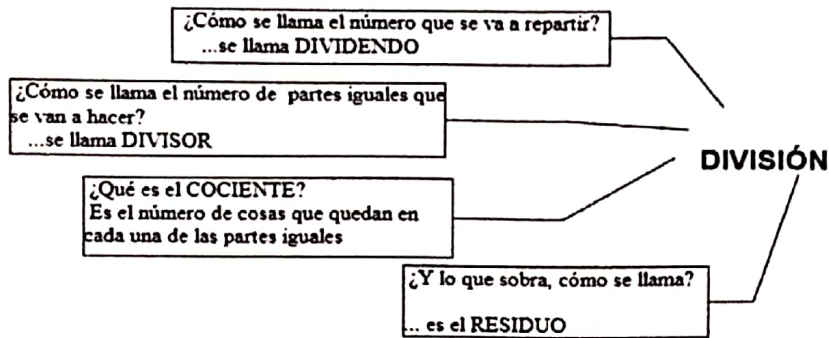 ¿Cómo se llama el número que se va a repartir?
...se llama DIVIDENDO
¿Cómo se llama el número de partes iguales que
se van a hacer?
...se llama DIVISOR
DIVISIÓN
¿Qué es el COCIENTE?
Es el número de cosas que quedan en
cada una de las partes iguales
¿Y lo que sobra, cómo se llama?
... es el RESIDUO